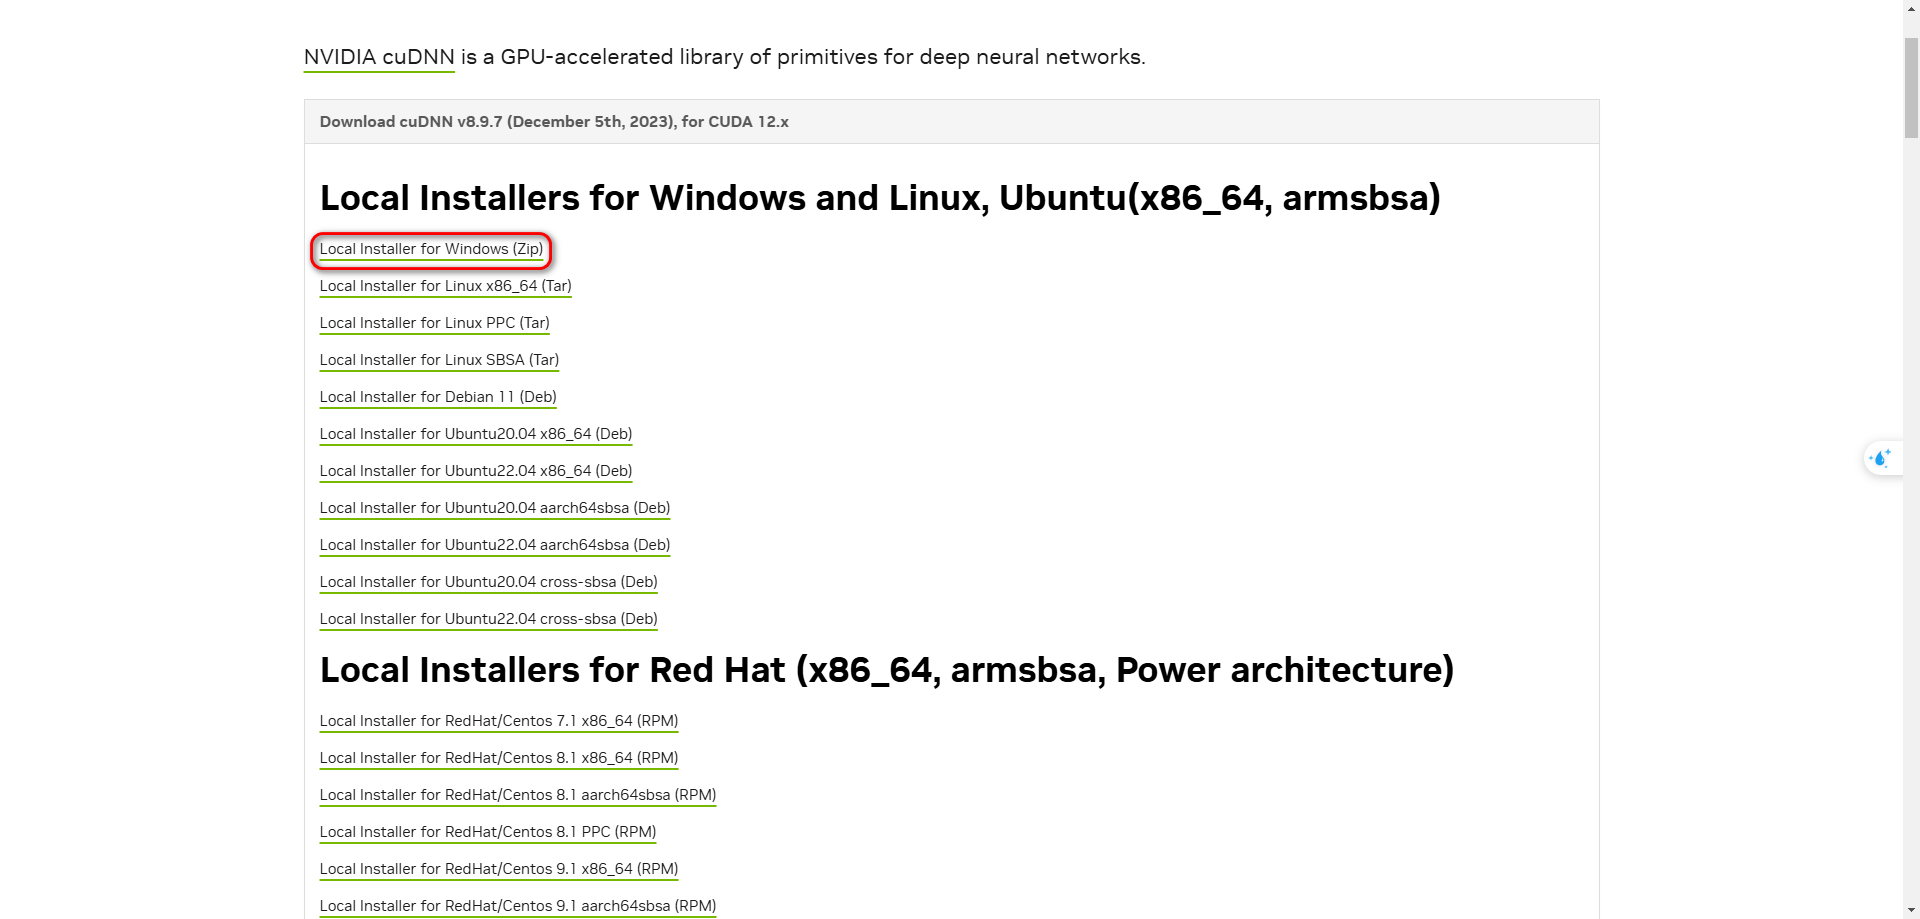 NVIDIA cuDNN is a GPU-accelerated library of primitives for deep neural networks.
Download cuDNN v8.9.7 (December 5th, 2023), for CUDA 12.x
Local Installers for Windows and Linux, Ubuntu(x86_64, armsbsa)
Local Installer for Windows (Zip)
Local Installer for Linux x86_64 (Tar)
Local Installer for Linux PPC (Tar)
Local Installer for Linux SBSA (Tar)
Local Installer for Debian 11 (Deb)
Local Installer for Ubuntu20.04 x86_64 (Deb)
Local Installer for Ubuntu22.04 x86_64 (Deb)
Local Installer for Ubuntu20.04 aarch64sbsa (Deb)
Local Installer for Ubuntu22.04 aarch64sbsa (Deb)
Local Installer for Ubuntu20.04 cross-sbsa (Deb)
Local Installer for Ubuntu22.04 cross-sbsa (Deb)
Local Installers for Red Hat (x86_64, armsbsa, Power architecture)
Local Installer for RedHat/Centos 7.1 x86_64 (RPM)
Local Installer for RedHat/Centos 8.1 x86_64 (RPM)
Local Installer for RedHat/Centos 8.1 aarch64sbsa (RPM)
Local Installer for RedHat/Centos 8.1 PPC (RPM)
Local Installer for RedHat/Centos 9.1 x86_64 (RPM)
Local Installer for RedHat/Centos 9.1 aarch64sbsa (RPM)